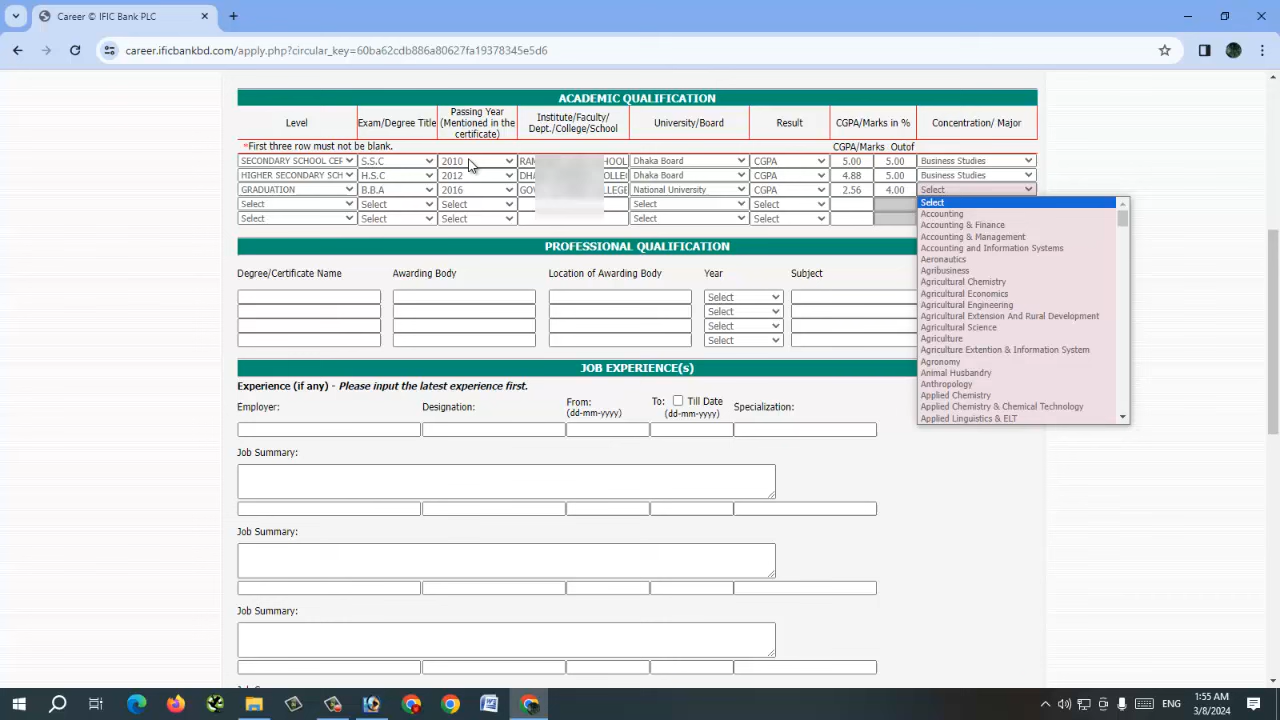 Career @ IFIC Bank PLC
career.ificbankbd.com/apply.php?circular_key=60ba62cdb886a80627fa19378345e5d6
ACADEMIC QUALIFICATION
Level Exam/Degree Title Passing Year (Mentioned in the certificate) Institute/Faculty/ Dept./College/School University/Board Result CGPA/Marks in % Concentration/ Major
*First three row must not be blank. CGPA/Marks Outof
SECONDARY SCHOOL CER S.S.C 2010 HOOL Dhaka Board CGPA 5.00 5.00 Business Studies
HIGHER SECONDARY SCH H.S.C 2012 OLLE Dhaka Board CGPA 4.88 5.00 Business Studies
GRADUATION B.B.A 2016 LLEGE National University CGPA 2.56 4.00 Select
Select Select Select Select Select
Select Select Select Select Select
Select
Accounting
Accounting & Finance
Accounting & Management
Accounting and Information Systems
Aeronautics
Agribusiness
Agricultural Chemistry
Agricultural Economics
Agricultural Engineering
Agricultural Extension And Rural Development
Agricultural Science
Agriculture
Agriculture Extention & Information System
Agronomy
Animal Husbandry
Anthropology
Applied Chemistry
Applied Chemistry & Chemical Technology
Applied Linguistics & ELT
PROFESSIONAL QUALIFICATION
Degree/Certificate Name Awarding Body Location of Awarding Body Year Subject
Select
Select
Select
Select
JOB EXPERIENCE(s)
Experience (if any) - Please input the latest experience first.
Employer: Designation: From: (dd-mm-yyyy) To: Till Date (dd-mm-yyyy) Specialization:
Job Summary:
Job Summary:
Job Summary:
ENG
1:55 AM
3/8/2024